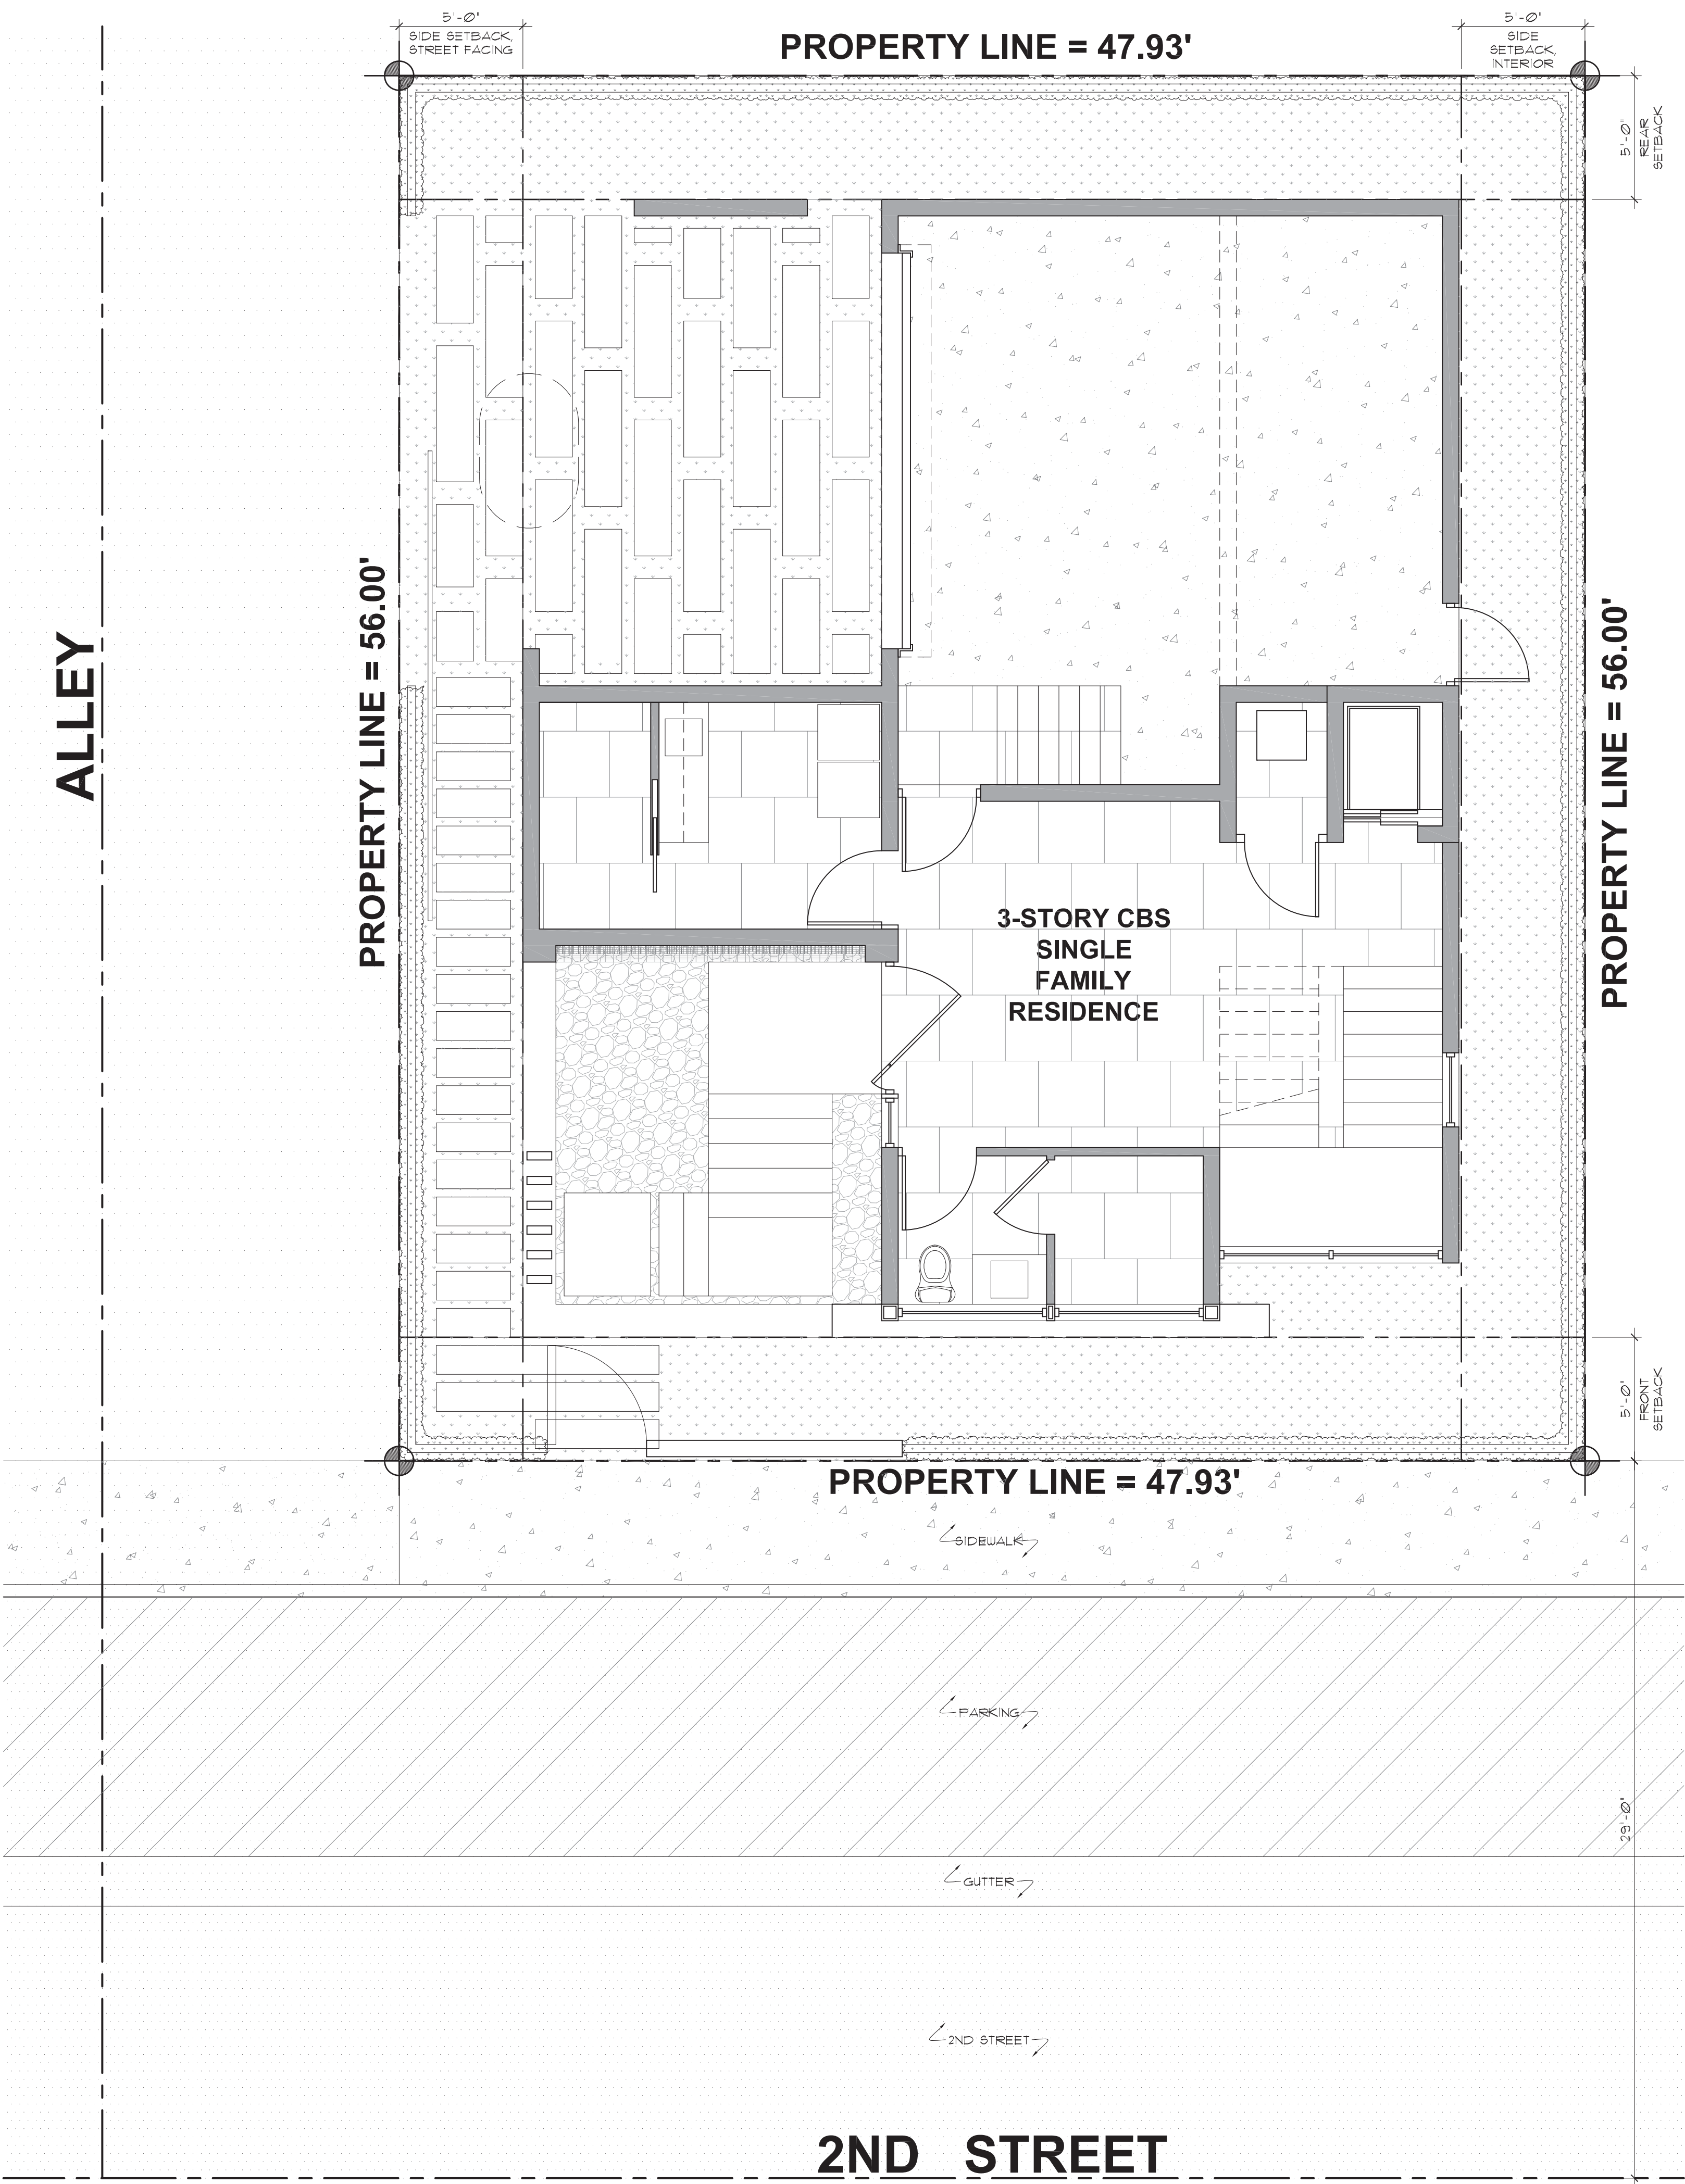 5'-0"
SIDE SETBACK,
STREET FACING
PROPERTY LINE = 47.93'
5'-0"
SIDE
SETBACK,
INTERIOR
5'-0"
REAR
SETBACK
ALLEY
PROPERTY LINE = 56.00'
PROPERTY LINE = 56.00'
3-STORY CBS
SINGLE
FAMILY
RESIDENCE
5'-0"
FRONT
SETBACK
PROPERTY LINE = 47.93'
SIDEWALK
PARKING
29'-0"
GUTTER
2ND STREET
2ND STREET